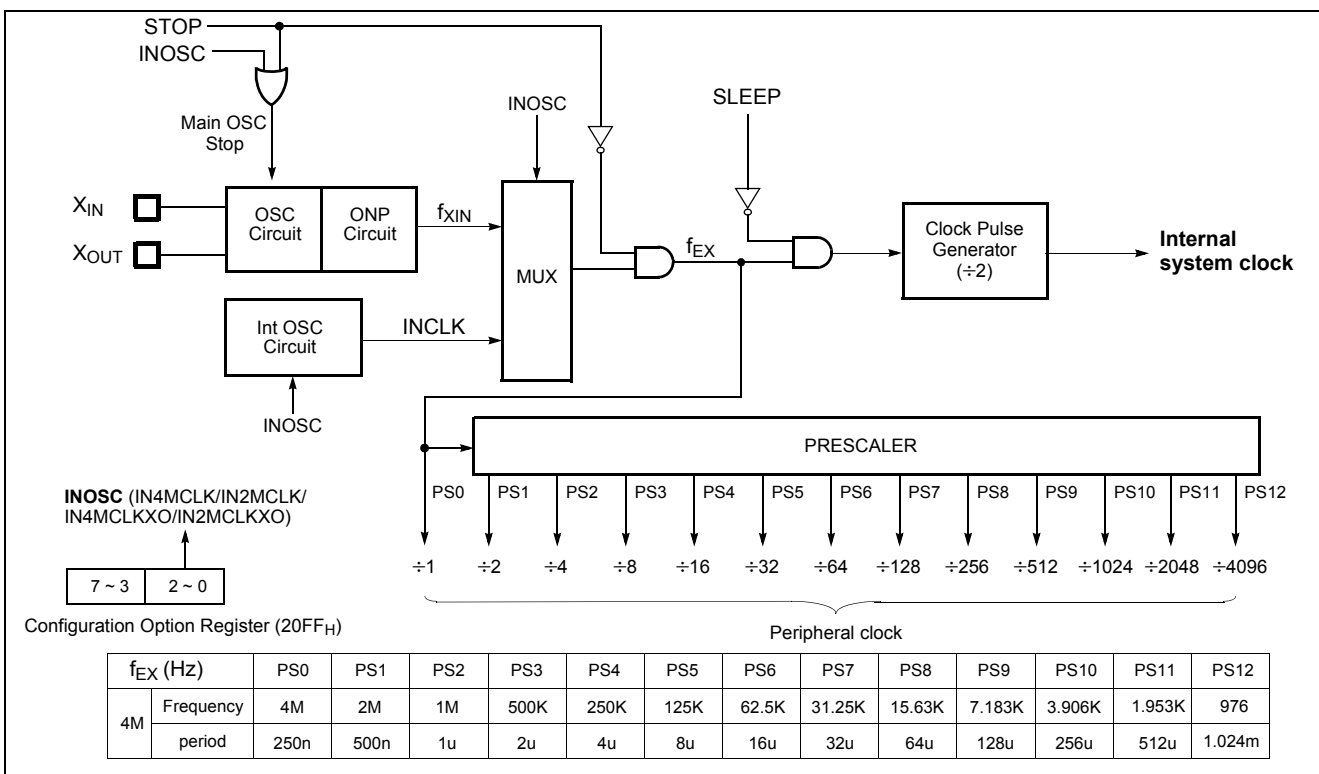 STOP
INOSC
Main OSC
Stop
INOSC
SLEEP
XIN
XOUT
OSC
Circuit
ONP
Circuit
fXIN
MUX
fEX
Clock Pulse
Generator
(÷2)
Internal
system clock
Int OSC
Circuit
INCLK
INOSC
PRESCALER
PS0 PS1 PS2 PS3 PS4 PS5 PS6 PS7 PS8 PS9 PS10 PS11 PS12
÷1 ÷2 ÷4 ÷8 ÷16 ÷32 ÷64 ÷128 ÷256 ÷512 ÷1024 ÷2048 ÷4096
Peripheral clock
INOSC (IN4MCLK/IN2MCLK/
IN4MCLKXO/IN2MCLKXO)
7 ~ 3 2 ~ 0
Configuration Option Register (20FFH)
fEX (Hz) PS0 PS1 PS2 PS3 PS4 PS5 PS6 PS7 PS8 PS9 PS10 PS11 PS12
4M Frequency 4M 2M 1M 500K 250K 125K 62.5K 31.25K 15.63K 7.183K 3.906K 1.953K 976
period 250n 500n 1u 2u 4u 8u 16u 32u 64u 128u 256u 512u 1.024m